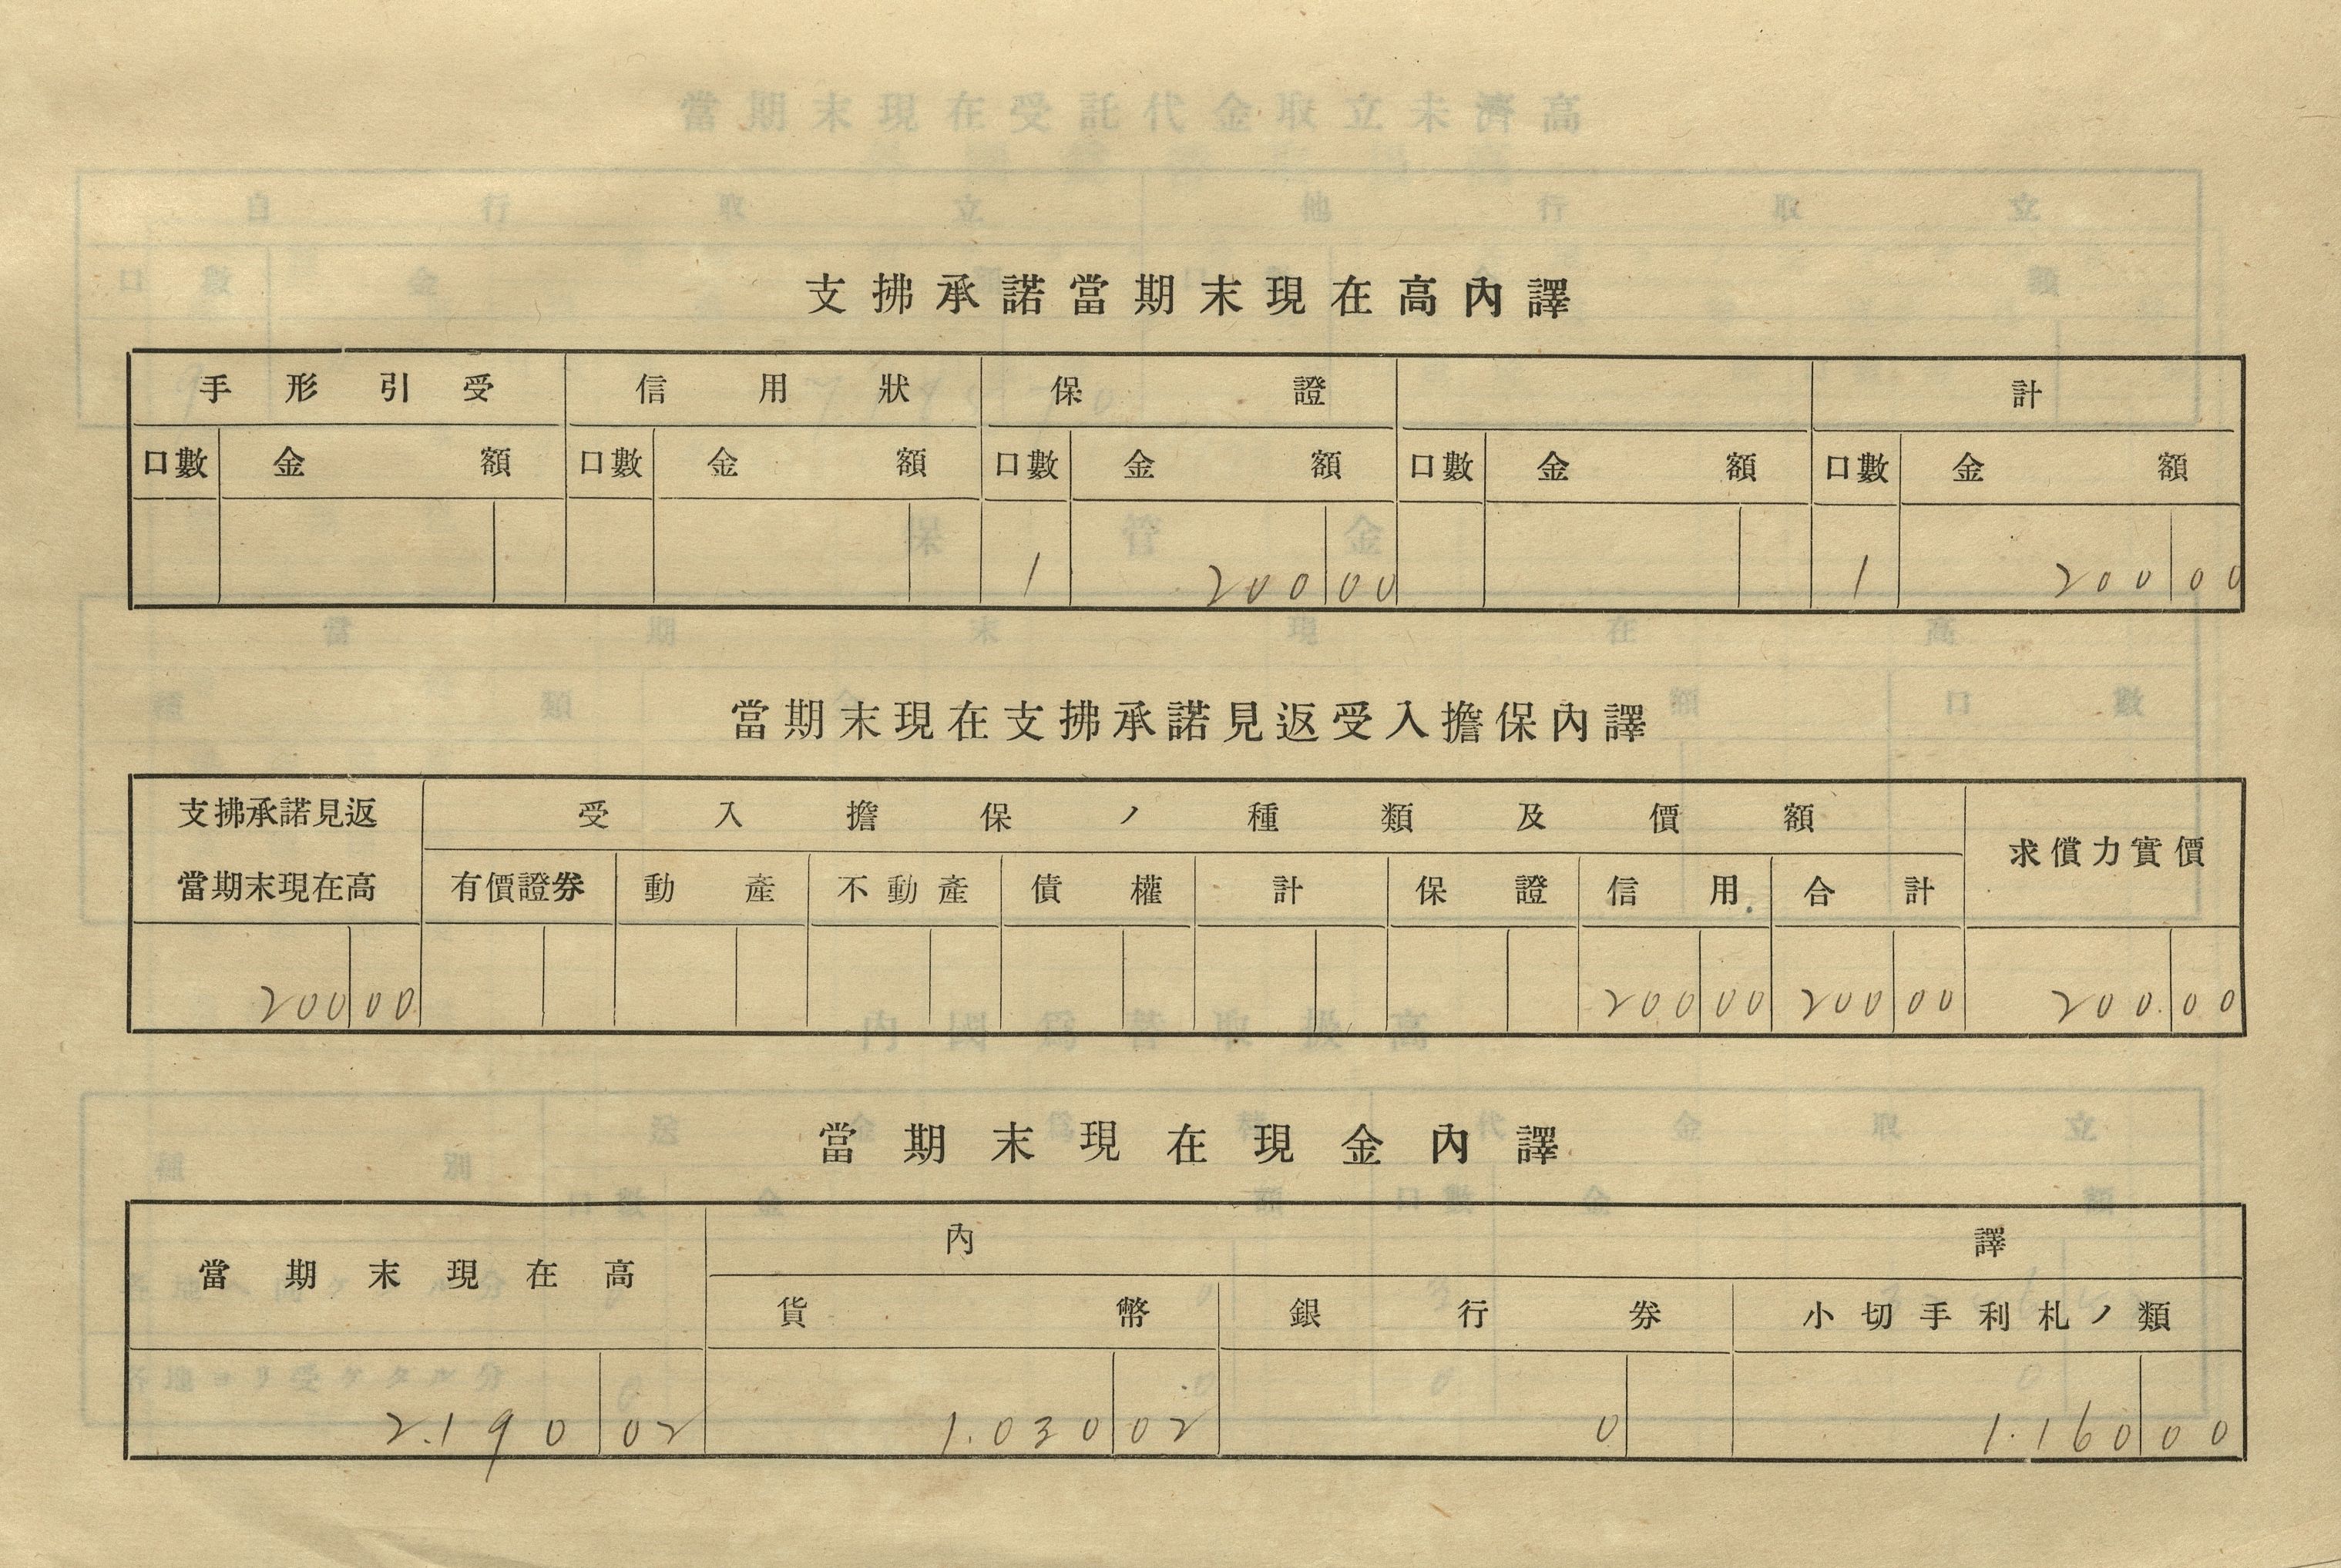 支拂承諾當期末現在高內譯
手形引受 信用狀 保證 計
口數 金額 口數 金額 口數 金額 口數 金額 口數 金額
1 200 00 1 200 00
當期末現在支拂承諾見返受入擔保內譯
支拂承諾見返 受入擔保ノ種類及價額
當期末現在高 有價證券 動產 不動產 債權 計 保證 信用 合計 求償力實價
200 00 200 00 200 00 200 00
當期末現在現金內譯
當期末現在高 內譯
貨幣 銀行券 小切手利札ノ類
2.190 02 1.030 02 0 1.160 00